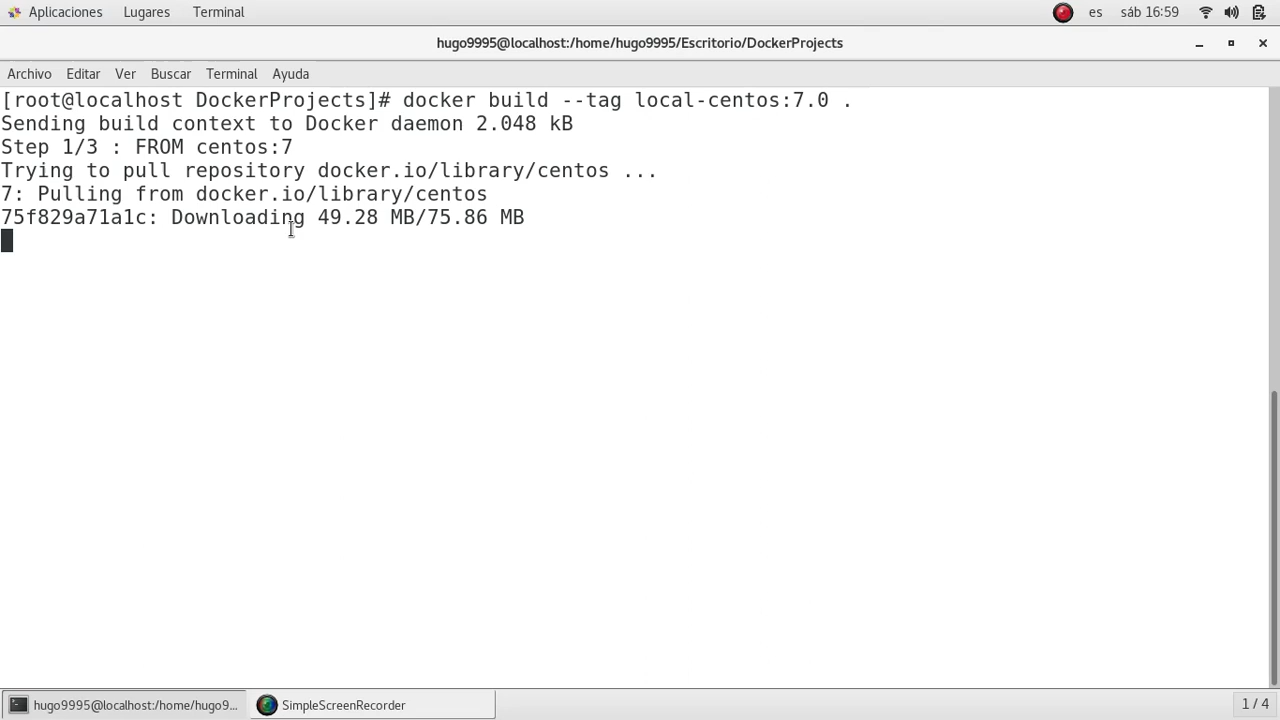 Aplicaciones Lugares Terminal es sáb 16:59
hugo9995@localhost:/home/hugo9995/Escritorio/DockerProjects
Archivo Editar Ver Buscar Terminal Ayuda
[root@localhost DockerProjects]# docker build --tag local-centos:7.0 .
Sending build context to Docker daemon 2.048 kB
Step 1/3 : FROM centos:7
Trying to pull repository docker.io/library/centos ...
7: Pulling from docker.io/library/centos
75f829a71a1c: Downloading 49.28 MB/75.86 MB
hugo9995@localhost:/home/hugo9... SimpleScreenRecorder 1 / 4